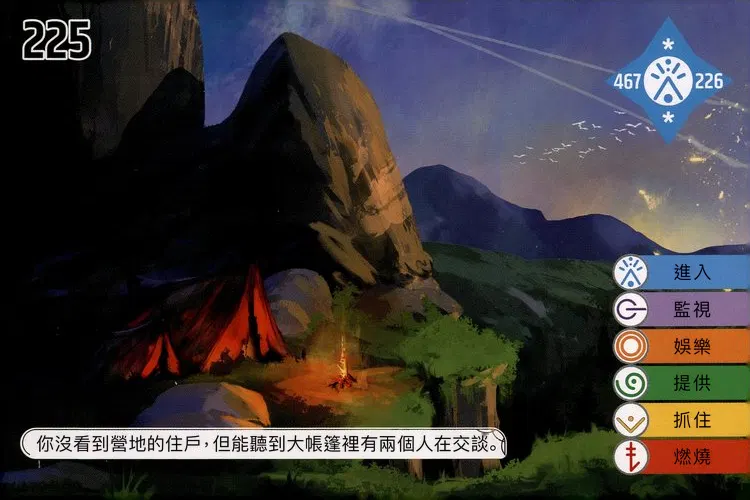 225
*
467 226
*
進入
監視
娛樂
提供
抓住
燃燒
你沒看到營地的住戶，但能聽到大帳篷裡有兩個人在交談。